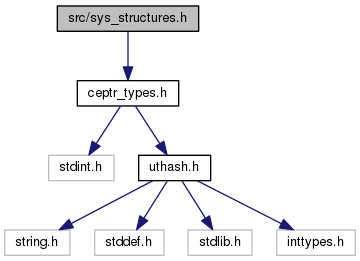 src/sys_structures.h
ceptr_types.h
stdint.h
uthash.h
string.h
stddef.h
stdlib.h
inttypes.h